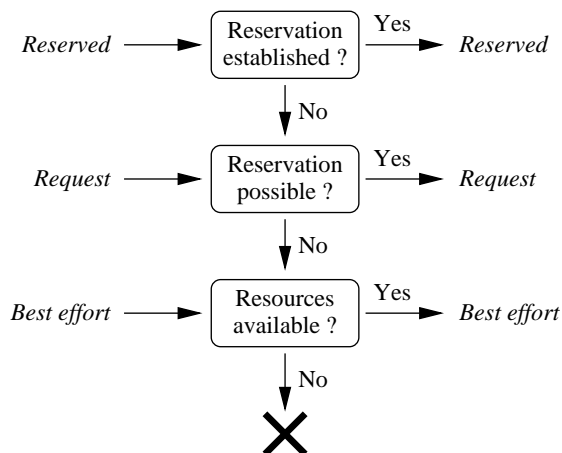 Reservation
established ?
Reserved
Yes
Reserved
No
Reservation
possible ?
Request
Yes
Request
No
Resources
available ?
Best effort
Yes
Best effort
No